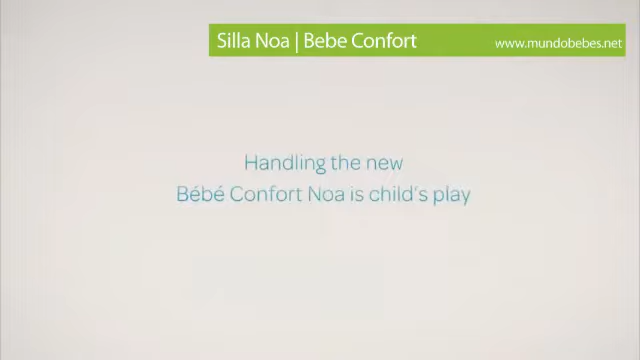 Silla Noa | Bebe Confort
www.mundobebes.net
Handling the new
Bébé Confort Noa is child's play